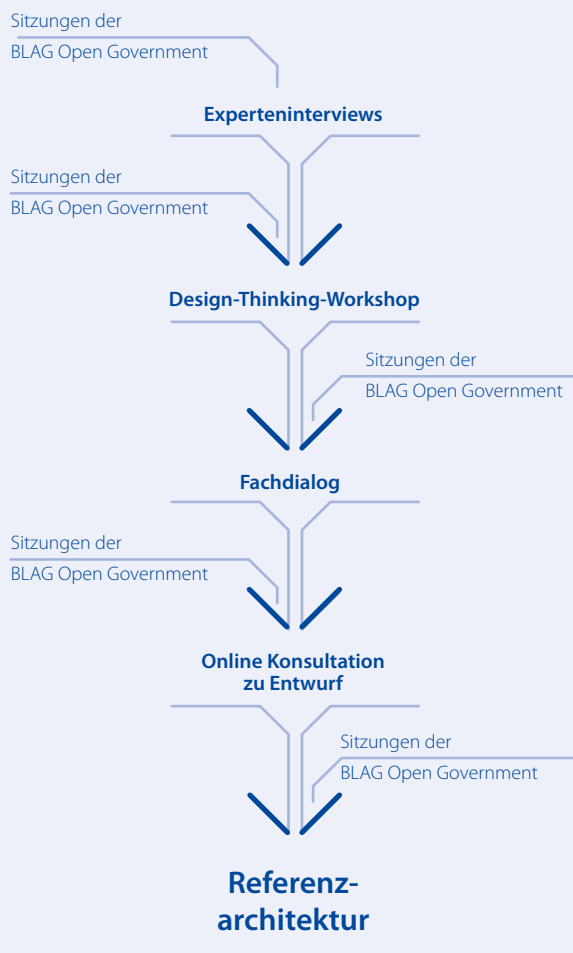 Sitzungen der
BLAG Open Government
Experteninterviews
Sitzungen der
BLAG Open Government
Design-Thinking-Workshop
Sitzungen der
BLAG Open Government
Fachdialog
Sitzungen der
BLAG Open Government
Online Konsultation
zu Entwurf
Sitzungen der
BLAG Open Government
Referenz-
architektur